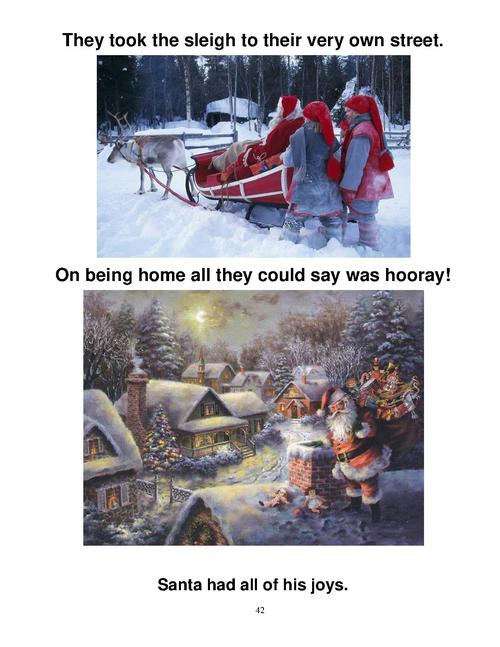 They took the sleigh to their very own street.
On being home all they could say was hooray!
Santa had all of his joys.
42